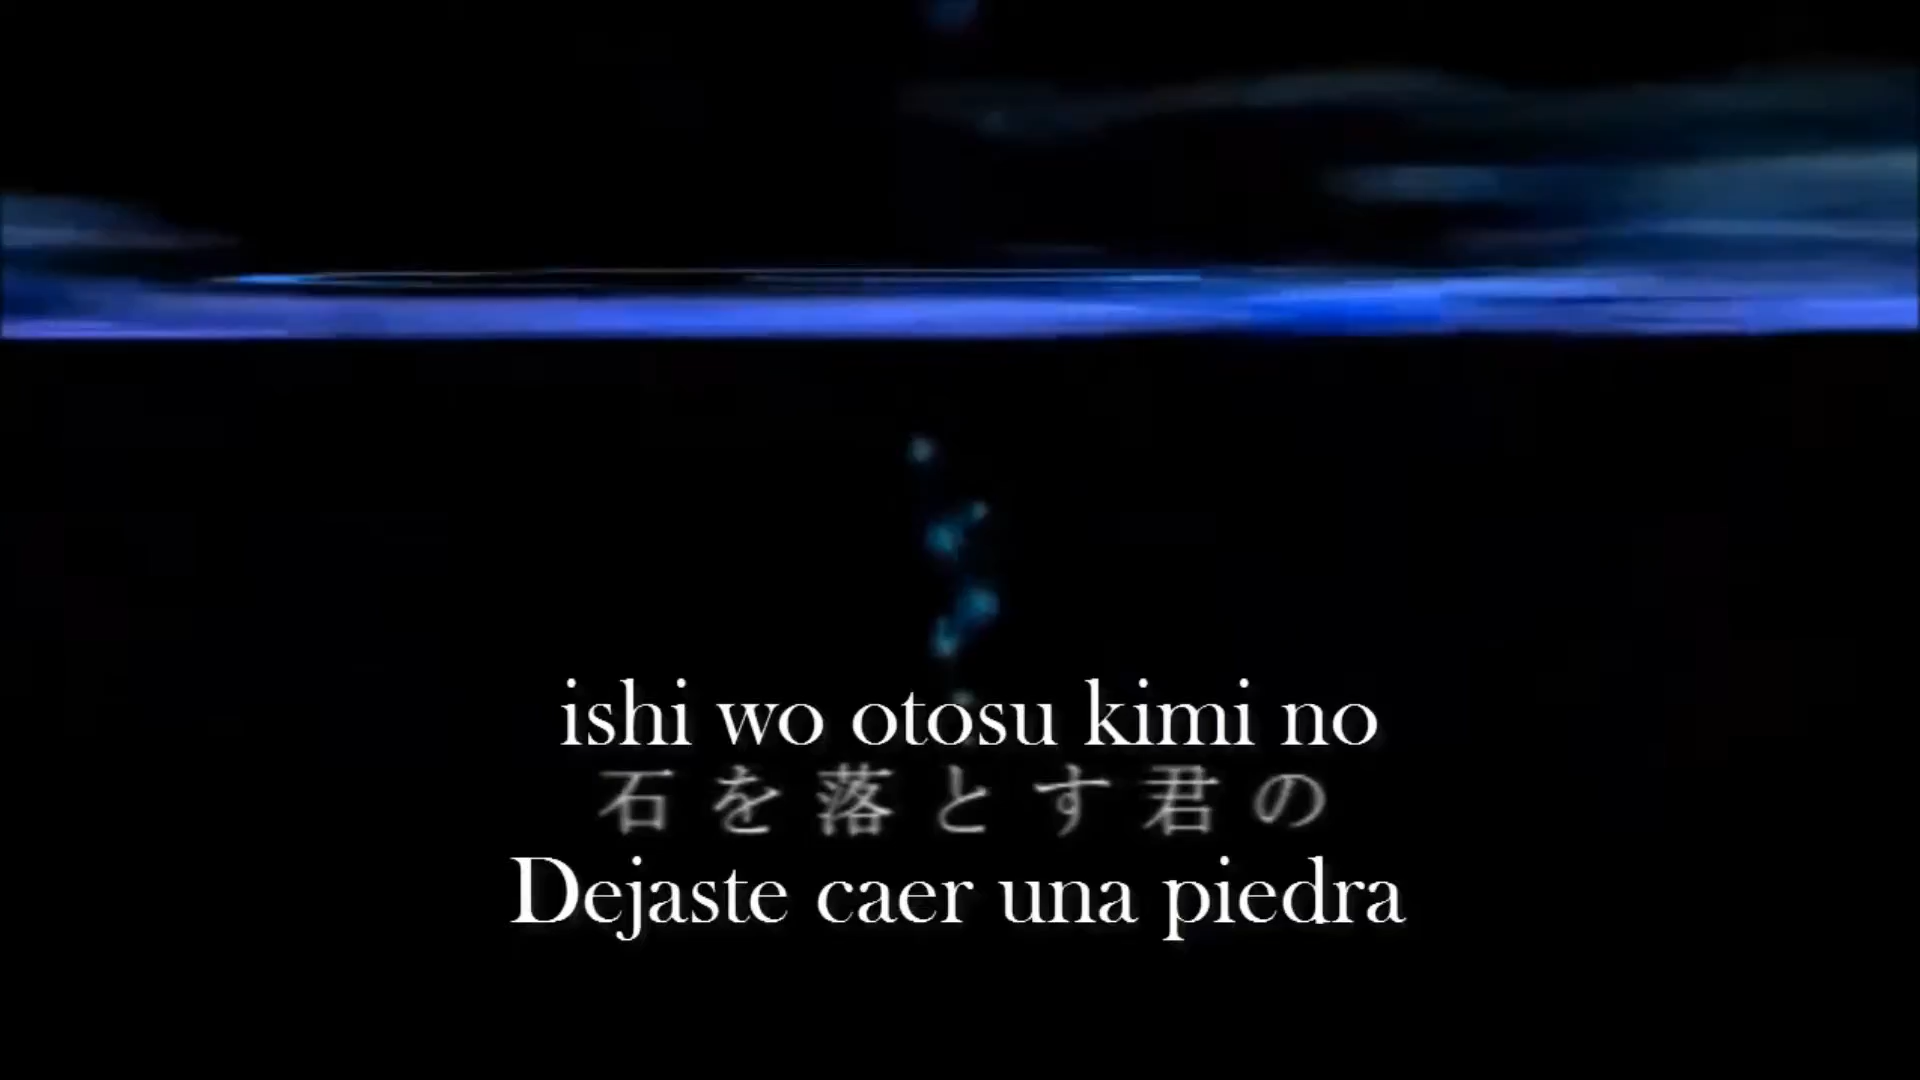 ishi wo otosu kimi no
石を落とす君の
Dejaste caer una piedra